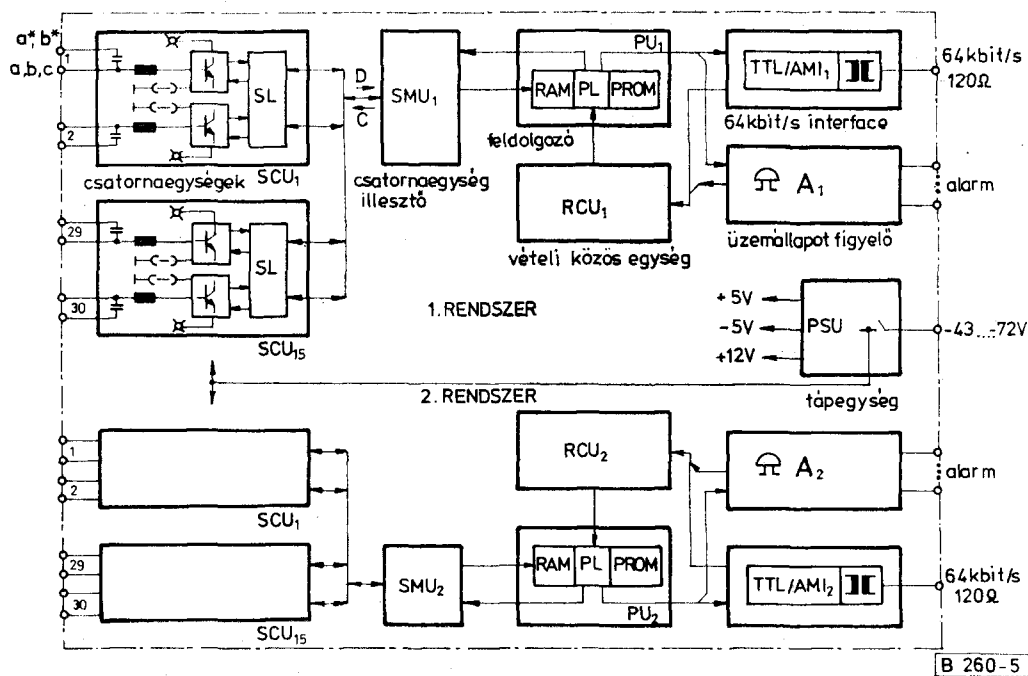 a*, b*
a,b,c
1
2
SL
csatornaegységek
SCU₁
29
30
SL
SCU₁₅
D
C
SMU₁
csatornaegység
illesztő
PU₁
RAM PL PROM
feldolgozó
RCU₁
vételi közös egység
TTL/AMI₁
64kbit/s interface
64kbit/s
120Ω
A₁
alarm
üzemállapot figyelő
1. RENDSZER
+5V
-5V
+12V
PSU
-43...-72V
tápegység
2. RENDSZER
1
2
SCU₁
29
30
SCU₁₅
SMU₂
RCU₂
RAM PL PROM
PU₂
A₂
alarm
TTL/AMI₂
64kbit/s
120Ω
B 260-5